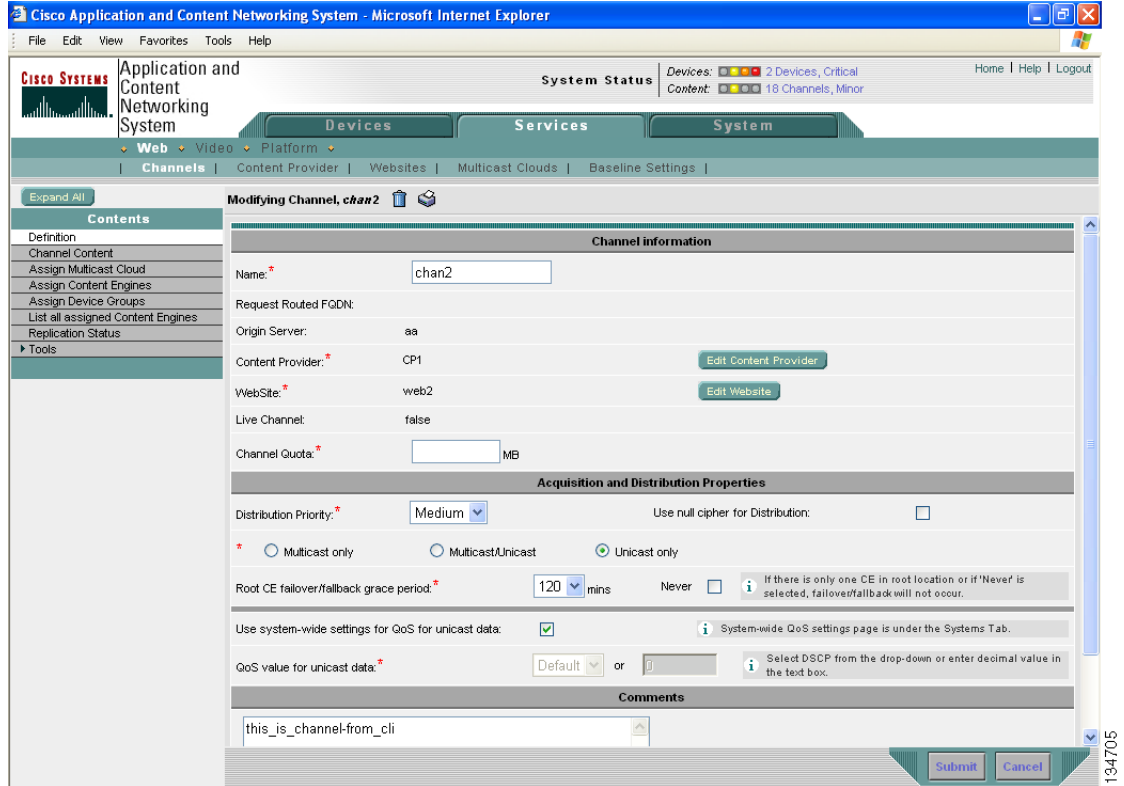 Cisco Application and Content Networking System - Microsoft Internet Explorer
File Edit View Favorites Tools Help
CISCO SYSTEMS
Application and
Content
Networking
System
System Status
Devices: 2 Devices, Critical
Content: 18 Channels, Minor
Home | Help | Logout
Devices Services System
Web Video Platform
| Channels | Content Provider | Websites | Multicast Clouds | Baseline Settings |
Expand All
Contents
Definition
Channel Content
Assign Multicast Cloud
Assign Content Engines
Assign Device Groups
List all assigned Content Engines
Replication Status
Tools
Modifying Channel, chan2
Channel information
Name:* chan2
Request Routed FQDN:
Origin Server: aa
Content Provider:* CP1 Edit Content Provider
WebSite:* web2 Edit Website
Live Channel: false
Channel Quota:* MB
Acquisition and Distribution Properties
Distribution Priority:* Medium Use null cipher for Distribution:
* Multicast only Multicast/Unicast Unicast only
Root CE failover/fallback grace period:* 120 mins Never
If there is only one CE in root location or if 'Never' is
selected, failover/fallback will not occur.
Use system-wide settings for QoS for unicast data:
System-wide QoS settings page is under the Systems Tab.
QoS value for unicast data:* Default or 0
Select DSCP from the drop-down or enter decimal value in
the text box.
Comments
this_is_channel-from_cli
Submit Cancel
134705